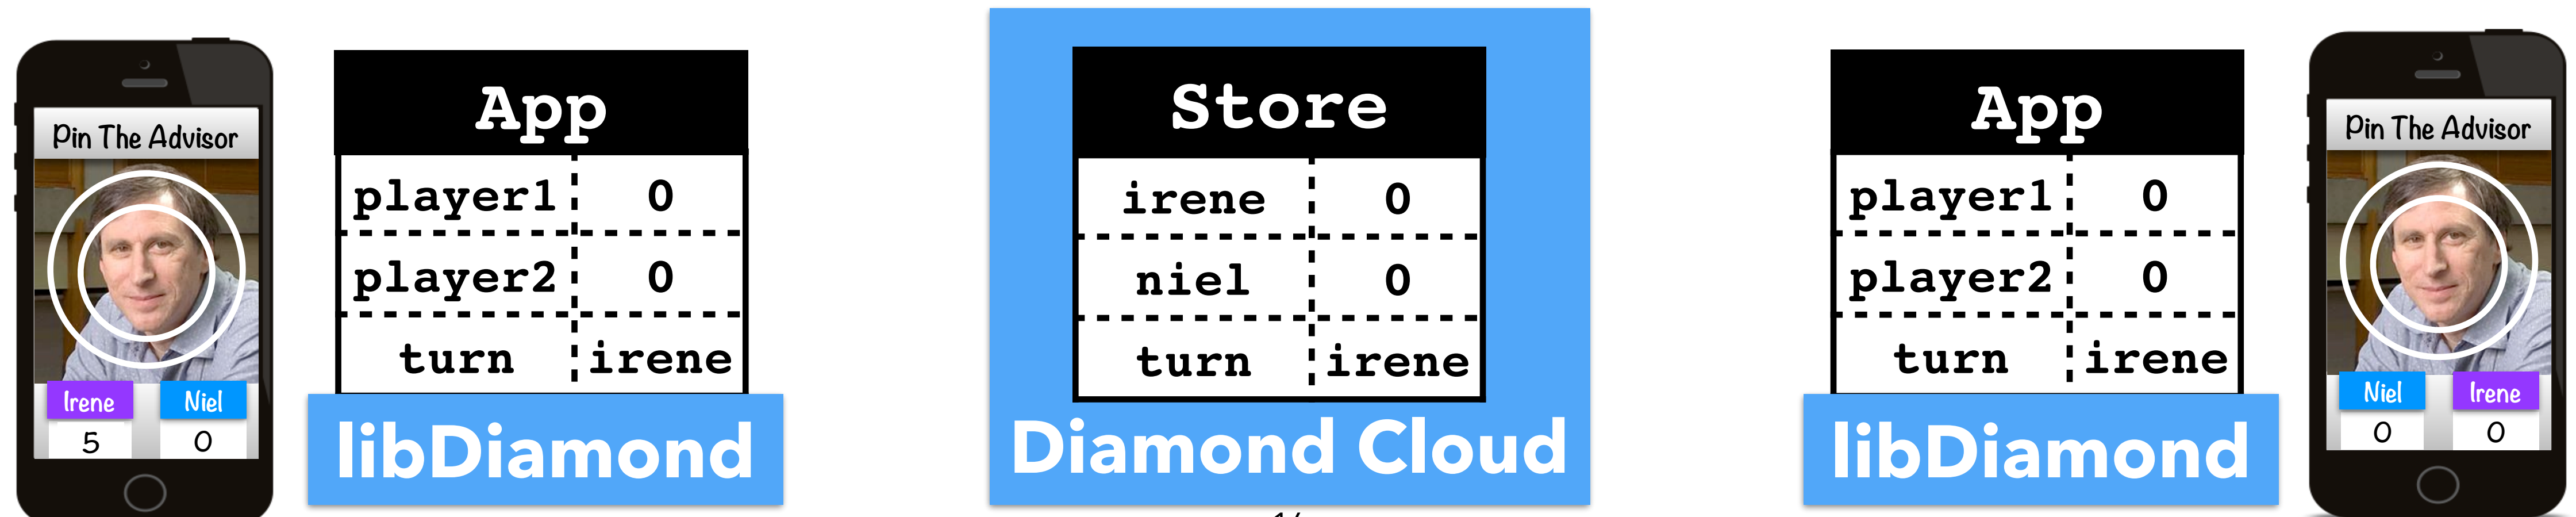 Pin The Advisor
Irene Niel
5 0
App
player1 0
player2 0
turn irene
libDiamond
Store
irene 0
niel 0
turn irene
Diamond Cloud
App
player1 0
player2 0
turn irene
libDiamond
Pin The Advisor
Niel Irene
0 0